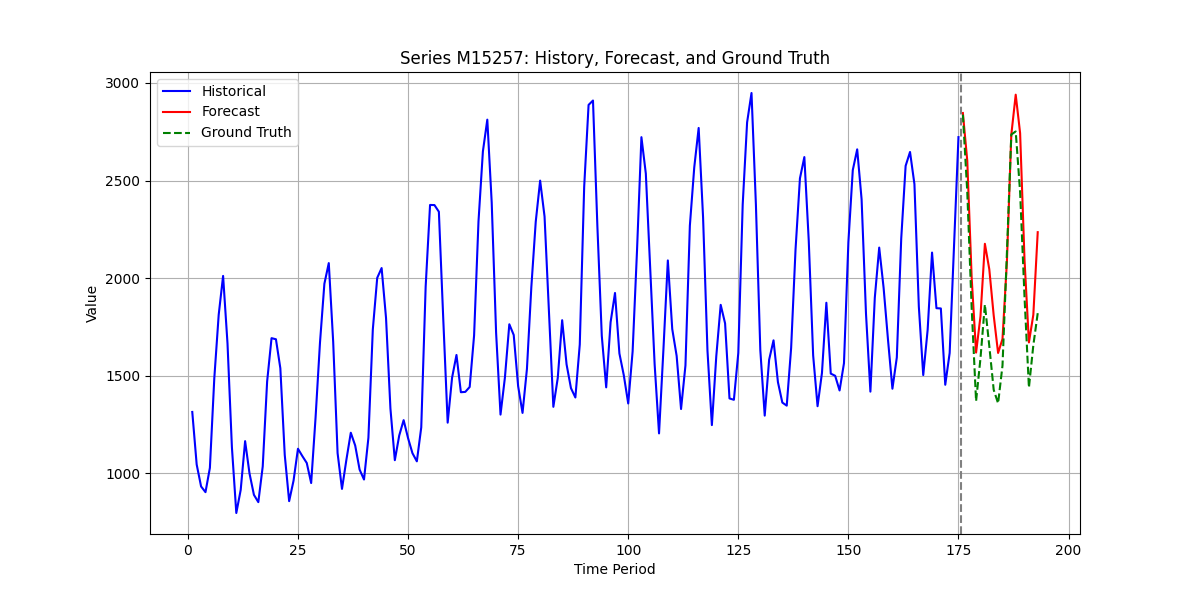 Series M15257: History, Forecast, and Ground Truth
Historical
Forecast
Ground Truth
3000
2500
2000
1500
1000
Value
0 25 50 75 100 125 150 175 200
Time Period